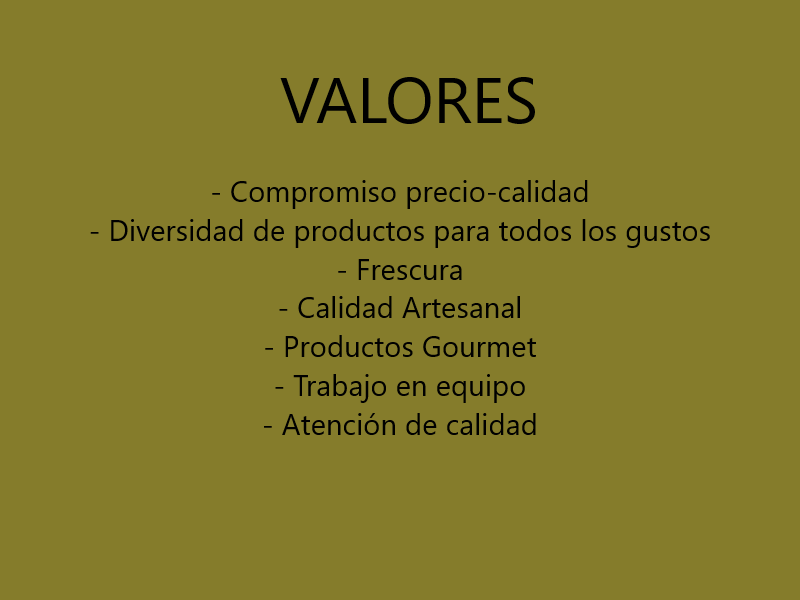 VALORES
- Compromiso precio-calidad
- Diversidad de productos para todos los gustos
- Frescura
- Calidad Artesanal
- Productos Gourmet
- Trabajo en equipo
- Atención de calidad